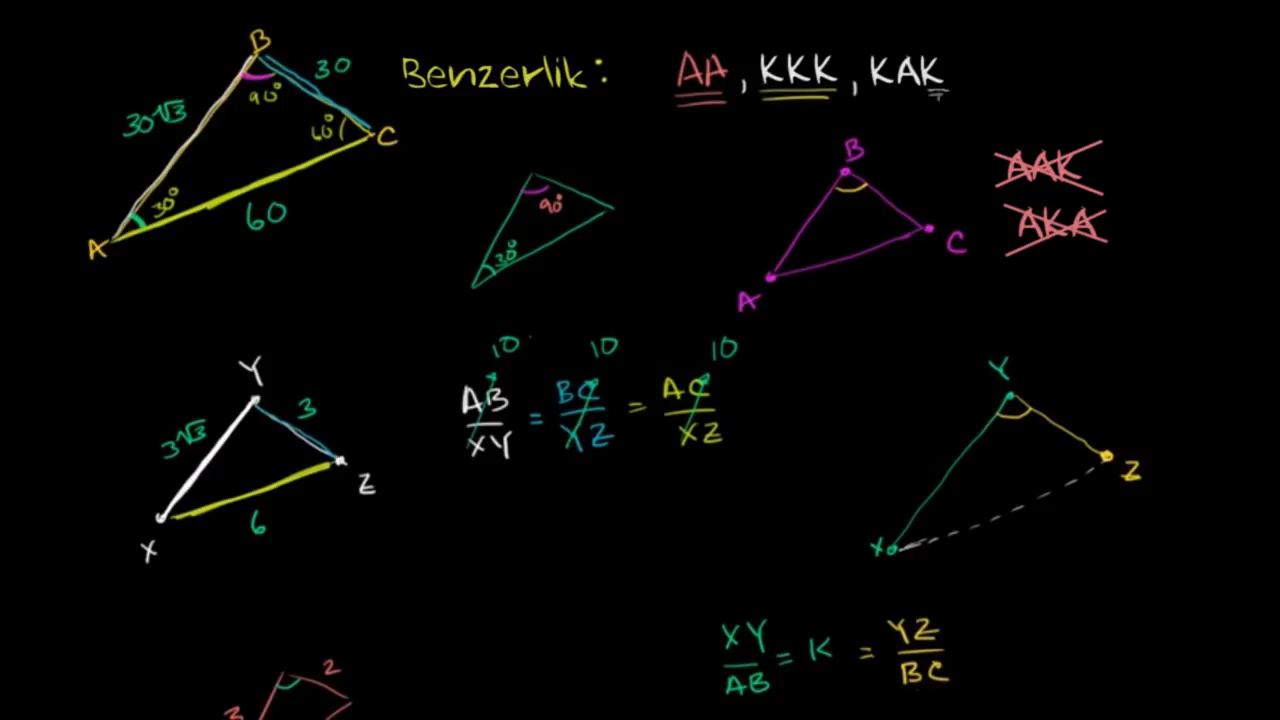 B
30
Benzerlik: AA, KKK, KAK
30√3
90°
60°
C
30°
60
A
90°
30°
B
C
A
AAK
AKA
Y
3
3√3
Z
6
X
10 10 10
AB/XY = BC/XZ = AC/XZ
Y
Z
X
XY/AB = K = YZ/BC
2
3